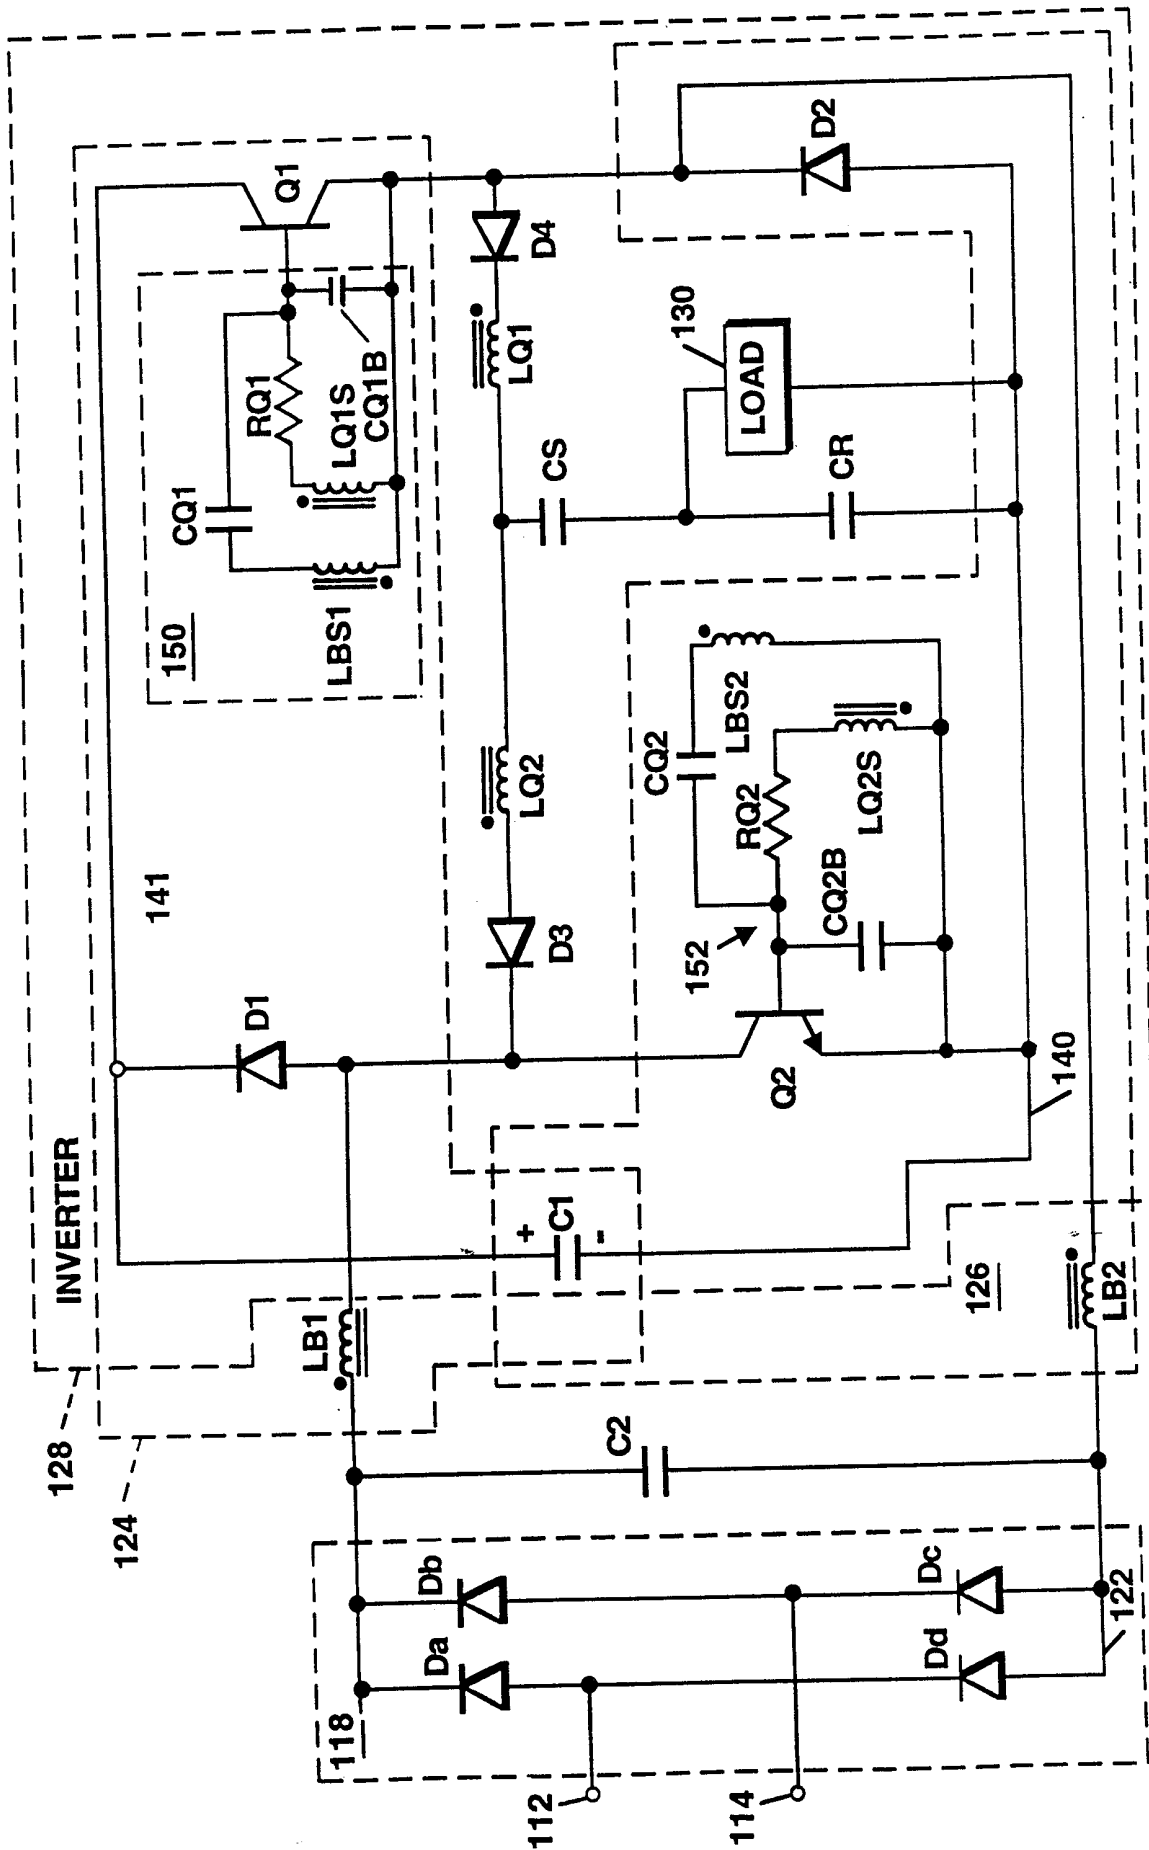 INVERTER
128
124
141
D1
150
CQ1
RQ1
LQ1S
CQ1B
LBS1
Q1
LB1
C2
+
C1
-
D3
LQ2
LQ1
D4
CS
130
LOAD
CR
D2
152
CQ2
LBS2
RQ2
LQ2S
CQ2B
Q2
140
126
LB2
118
Da
Db
Dc
Dd
122
112
114